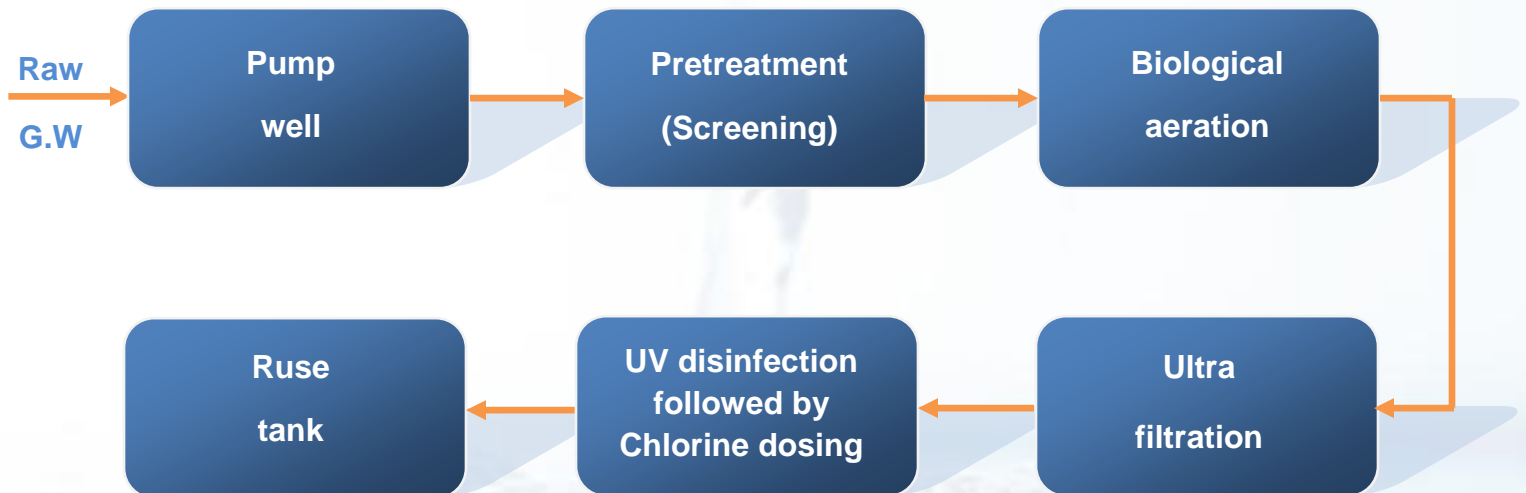 Raw
G.W
Pump
well
Pretreatment
(Screening)
Biological
aeration
Ultra
filtration
UV disinfection
followed by
Chlorine dosing
Ruse
tank